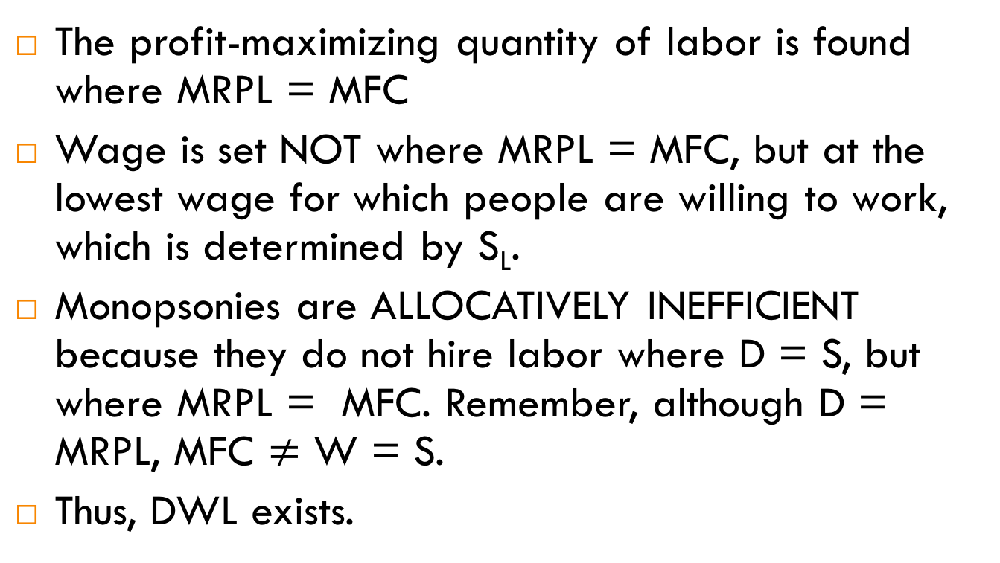 The profit-maximizing quantity of labor is found
where MRPL = MFC
Wage is set NOT where MRPL = MFC, but at the
lowest wage for which people are willing to work,
which is determined by S_L.
Monopsonies are ALLOCATIVELY INEFFICIENT
because they do not hire labor where D = S, but
where MRPL =  MFC. Remember, although D =
MRPL, MFC ≠ W = S.
Thus, DWL exists.